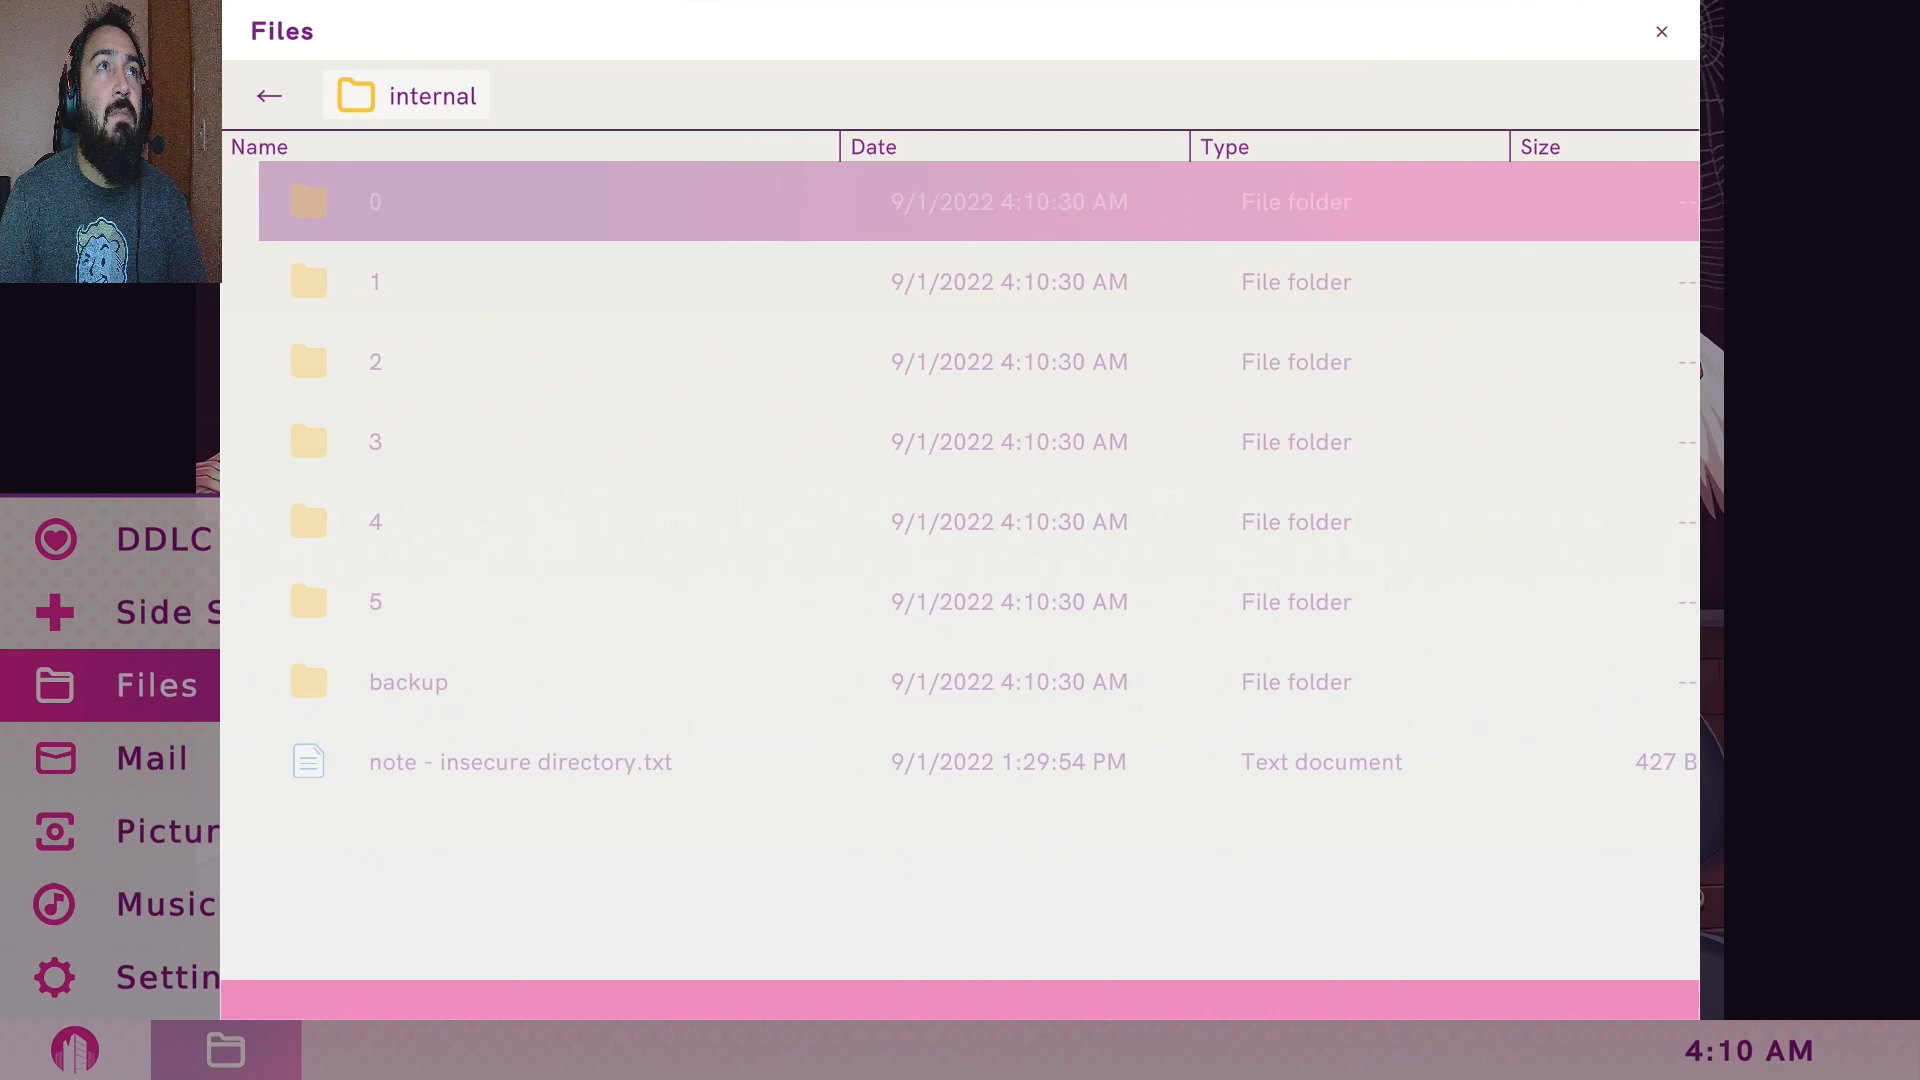 Files
×
← internal
Name Date Type Size
0 9/1/2022 4:10:30 AM File folder --
1 9/1/2022 4:10:30 AM File folder --
2 9/1/2022 4:10:30 AM File folder --
3 9/1/2022 4:10:30 AM File folder --
4 9/1/2022 4:10:30 AM File folder --
5 9/1/2022 4:10:30 AM File folder --
backup 9/1/2022 4:10:30 AM File folder --
note - insecure directory.txt 9/1/2022 1:29:54 PM Text document 427 B
DDLC
Side S
Files
Mail
Pictur
Music
Settin
4:10 AM